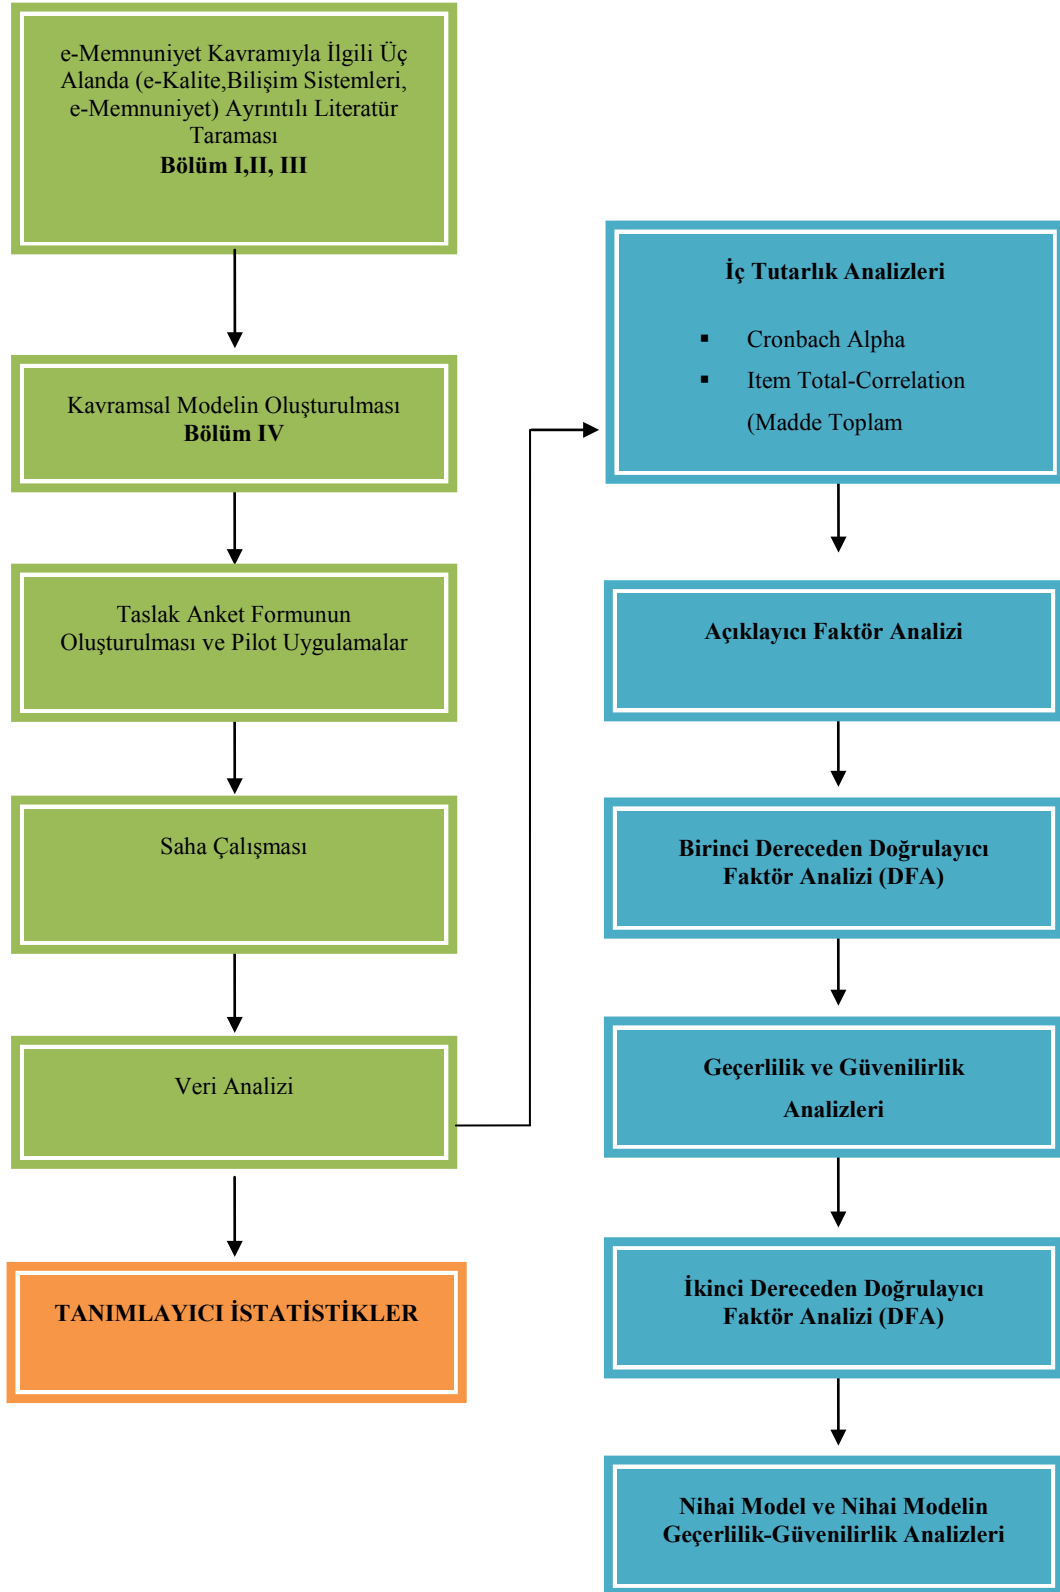 e-Memnuniyet Kavramıyla İlgili Üç
Alanda (e-Kalite,Bilişim Sistemleri,
e-Memnuniyet) Ayrıntılı Literatür
Taraması
Bölüm I,II, III
Kavramsal Modelin Oluşturulması
Bölüm IV
Taslak Anket Formunun
Oluşturulması ve Pilot Uygulamalar
Saha Çalışması
Veri Analizi
TANIMLAYICI İSTATİSTİKLER
İç Tutarlık Analizleri
▪ Cronbach Alpha
▪ Item Total-Correlation
(Madde Toplam
Açıklayıcı Faktör Analizi
Birinci Dereceden Doğrulayıcı
Faktör Analizi (DFA)
Geçerlilik ve Güvenilirlik
Analizleri
İkinci Dereceden Doğrulayıcı
Faktör Analizi (DFA)
Nihai Model ve Nihai Modelin
Geçerlilik-Güvenilirlik Analizleri